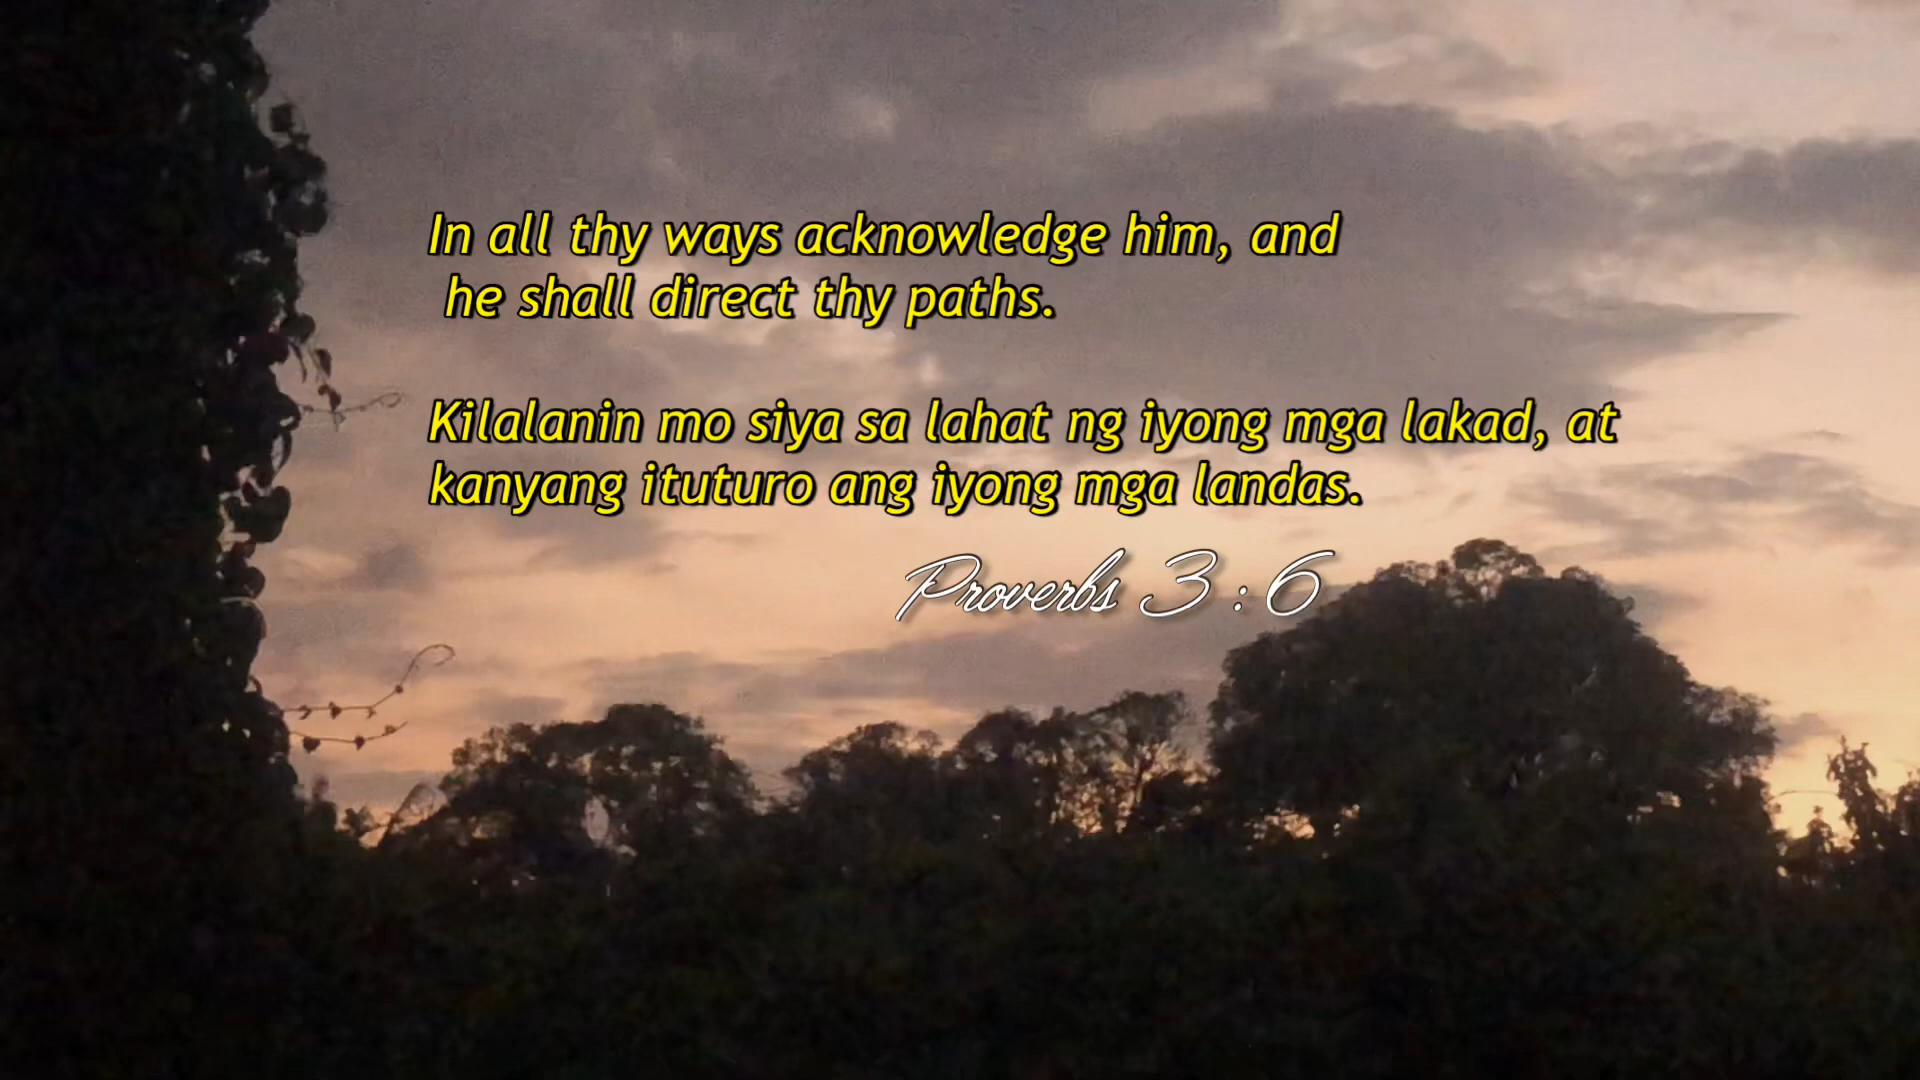 In all thy ways acknowledge him, and
he shall direct thy paths.
Kilalanin mo siya sa lahat ng iyong mga lakad, at
kanyang ituturo ang iyong mga landas.
Proverbs 3 : 6